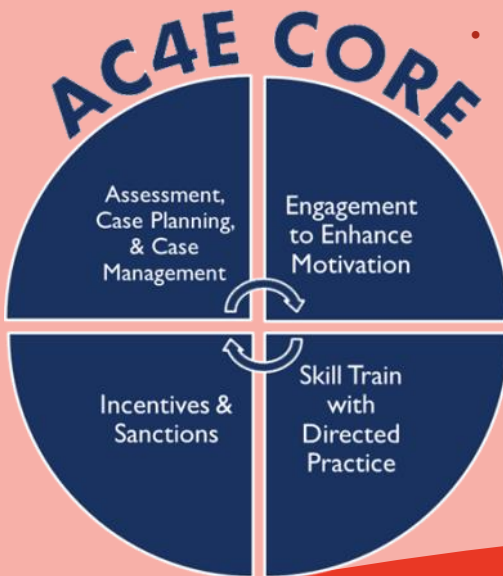 AC4E CORE
Assessment,
Case Planning,
& Case
Management
Engagement
to Enhance
Motivation
Incentives &
Sanctions
Skill Train
with
Directed
Practice